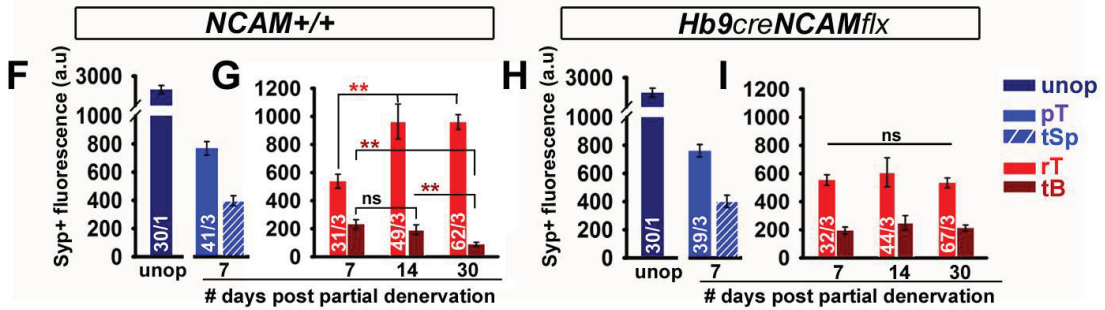 NCAM+/+
Hb9creNCAMflx
F
Syp+ fluorescence (a.u)
3000
1000
800
600
400
200
0
30/1
41/3
unop
7
G
1200
1000
800
600
400
200
0
**
**
ns
**
31/3
49/3
62/3
7
14
30
# days post partial denervation
H
Syp+ fluorescence (a.u)
3000
1000
800
600
400
200
0
30/1
39/3
unop
7
I
1200
1000
800
600
400
200
0
ns
32/3
44/3
67/3
7
14
30
# days post partial denervation
unop
pT
tSp
rT
tB